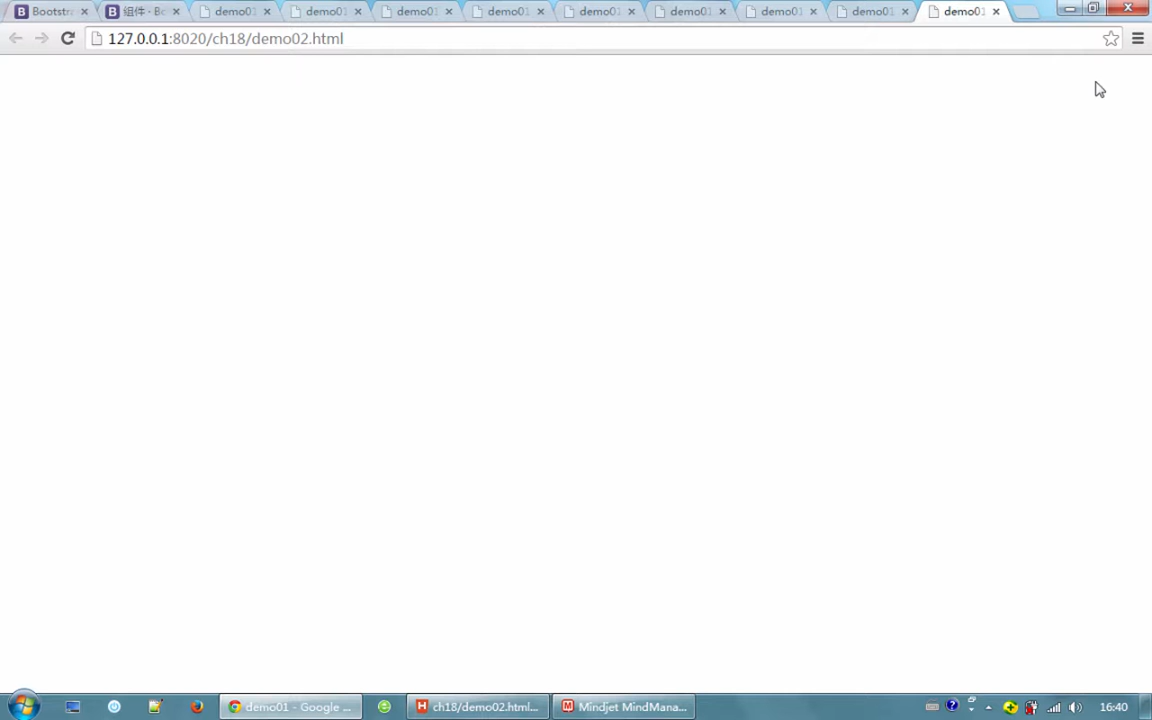 Bootstra
组件 - Bo
demo01
demo01
demo01
demo01
demo01
demo01
demo01
demo01
demo01
127.0.0.1:8020/ch18/demo02.html
demo01 - Google ...
ch18/demo02.html...
Mindjet MindMana...
16:40